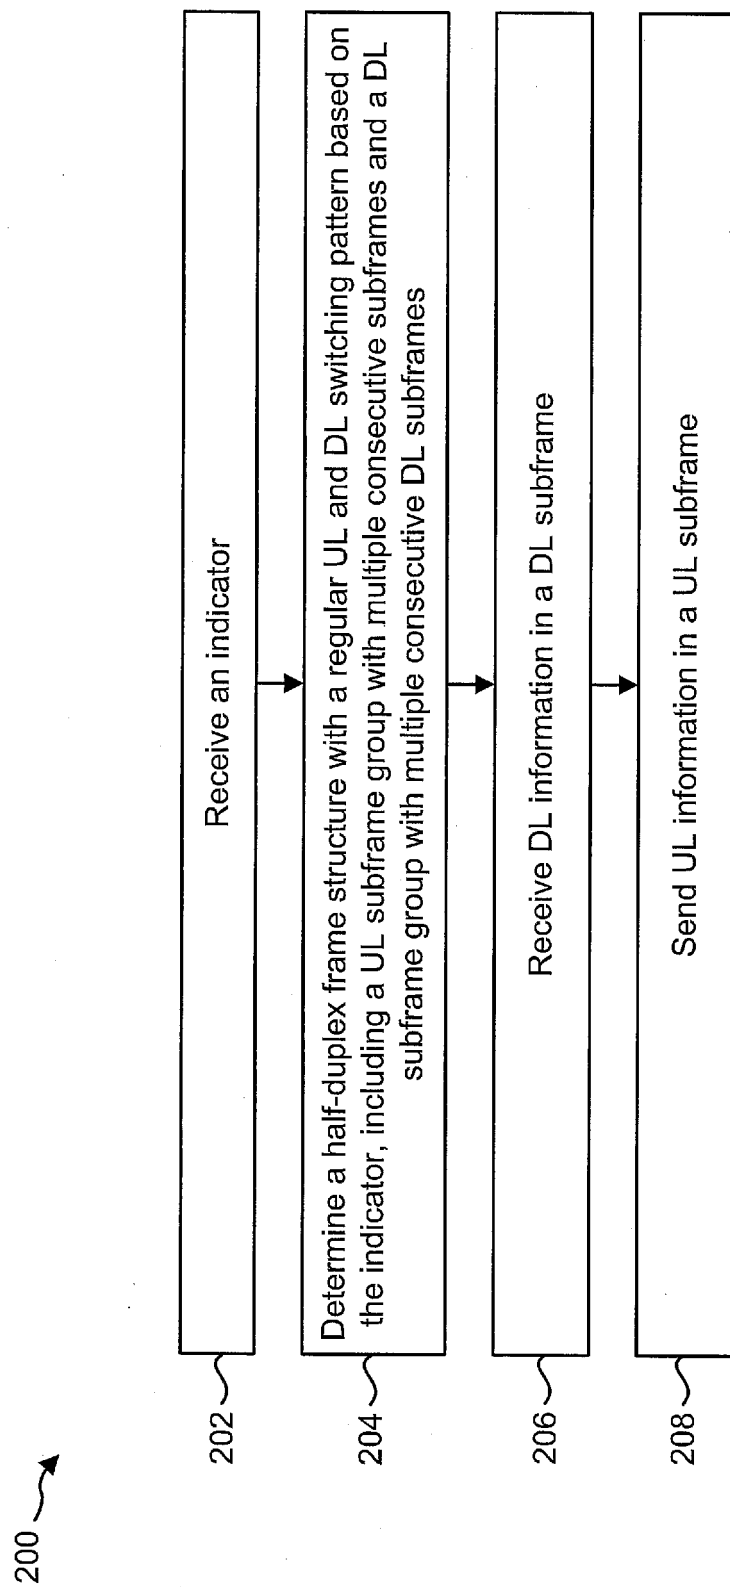 200
202
Receive an indicator
204
Determine a half-duplex frame structure with a regular UL and DL switching pattern based on
the indicator, including a UL subframe group with multiple consecutive subframes and a DL
subframe group with multiple consecutive DL subframes
206
Receive DL information in a DL subframe
208
Send UL information in a UL subframe